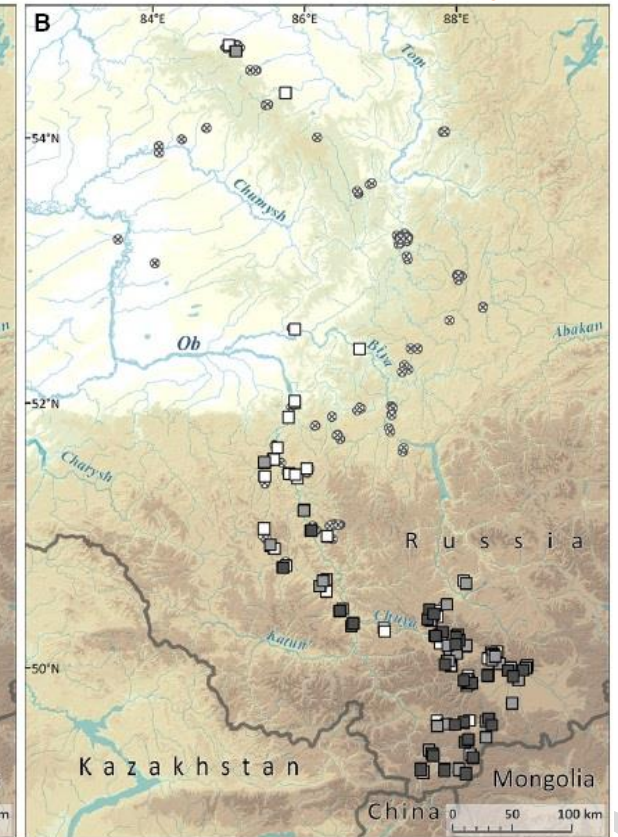 B
84°E 86°E 88°E
Tom
54°N
Chumysh
n
Abakan
Ob
Biya
52°N
Charysh
Russia
Chuya
Katun'
50°N
Kazakhstan
Mongolia
China
m
0 50 100 km